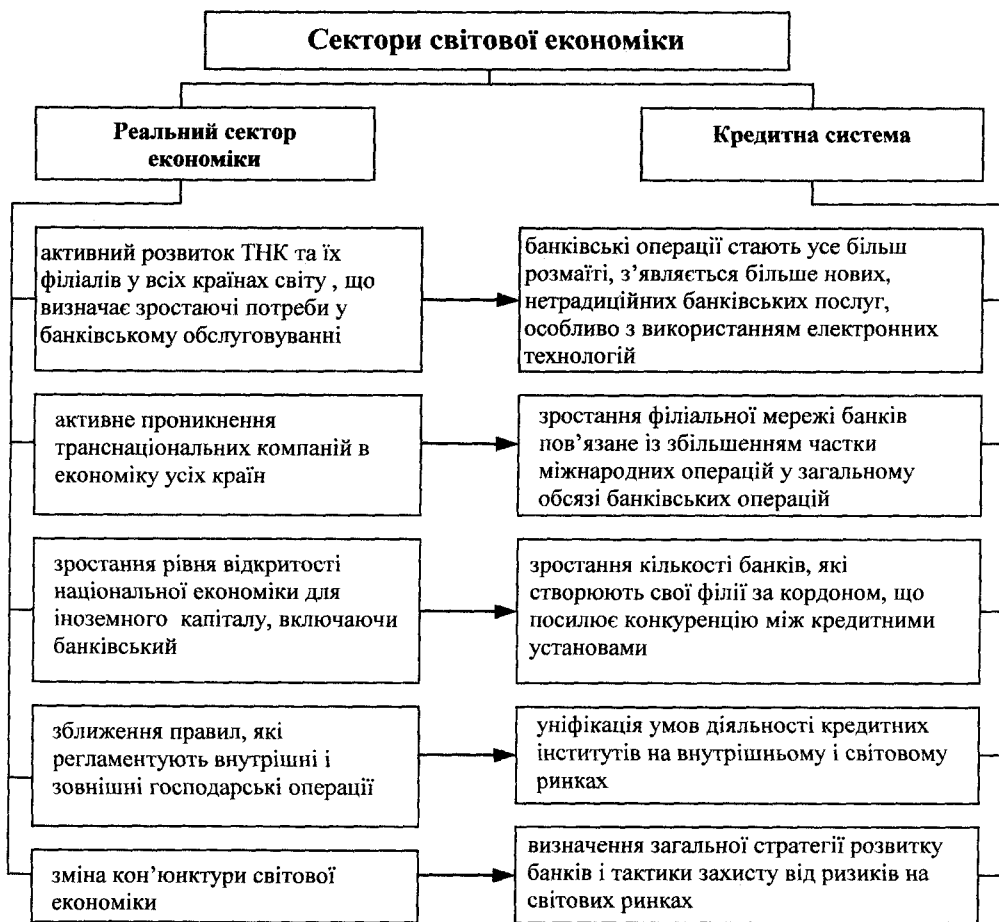 Сектори світової економіки
Реальний сектор
економіки
Кредитна система
активний розвиток ТНК та їх
філіалів у всіх країнах світу , що
визначає зростаючі потреби у
банківському обслуговуванні
банківські операції стають усе більш
розмаїті, з’являється більше нових,
нетрадиційних банківських послуг,
особливо з використанням електронних
технологій
активне проникнення
транснаціональних компаній в
економіку усіх країн
зростання філіальної мережі банків
пов’язане із збільшенням частки
міжнародних операцій у загальному
обсязі банківських операцій
зростання рівня відкритості
національної економіки для
іноземного капіталу, включаючи
банківський
зростання кількості банків, які
створюють свої філії за кордоном, що
посилює конкуренцію між кредитними
установами
зближення правил, які
регламентують внутрішні і
зовнішні господарські операції
уніфікація умов діяльності кредитних
інститутів на внутрішньому і світовому
ринках
зміна кон’юнктури світової
економіки
визначення загальної стратегії розвитку
банків і тактики захисту від ризиків на
світових ринках